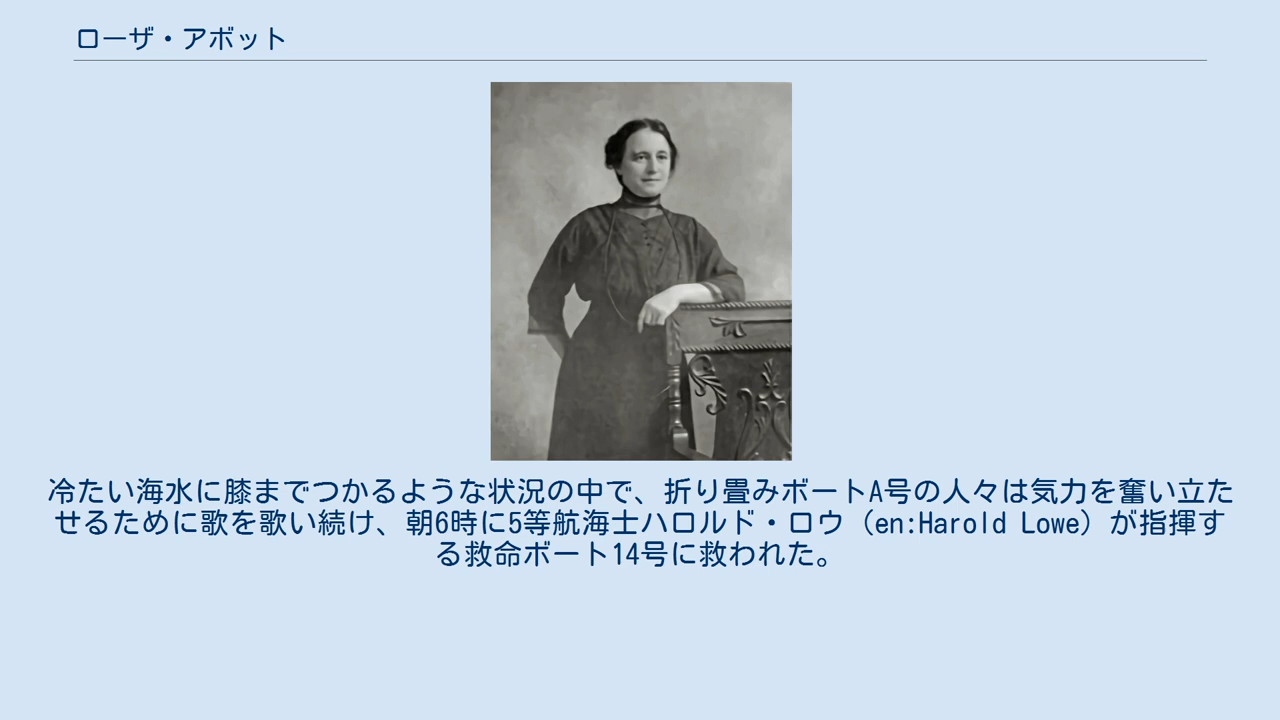 ローザ・アボット
冷たい海水に膝までつかるような状況の中で、折り畳みボートA号の人々は気力を奮い立た
せるために歌を歌い続け、朝6時に5等航海士ハロルド・ロウ（en:Harold Lowe）が指揮す
る救命ボート14号に救われた。